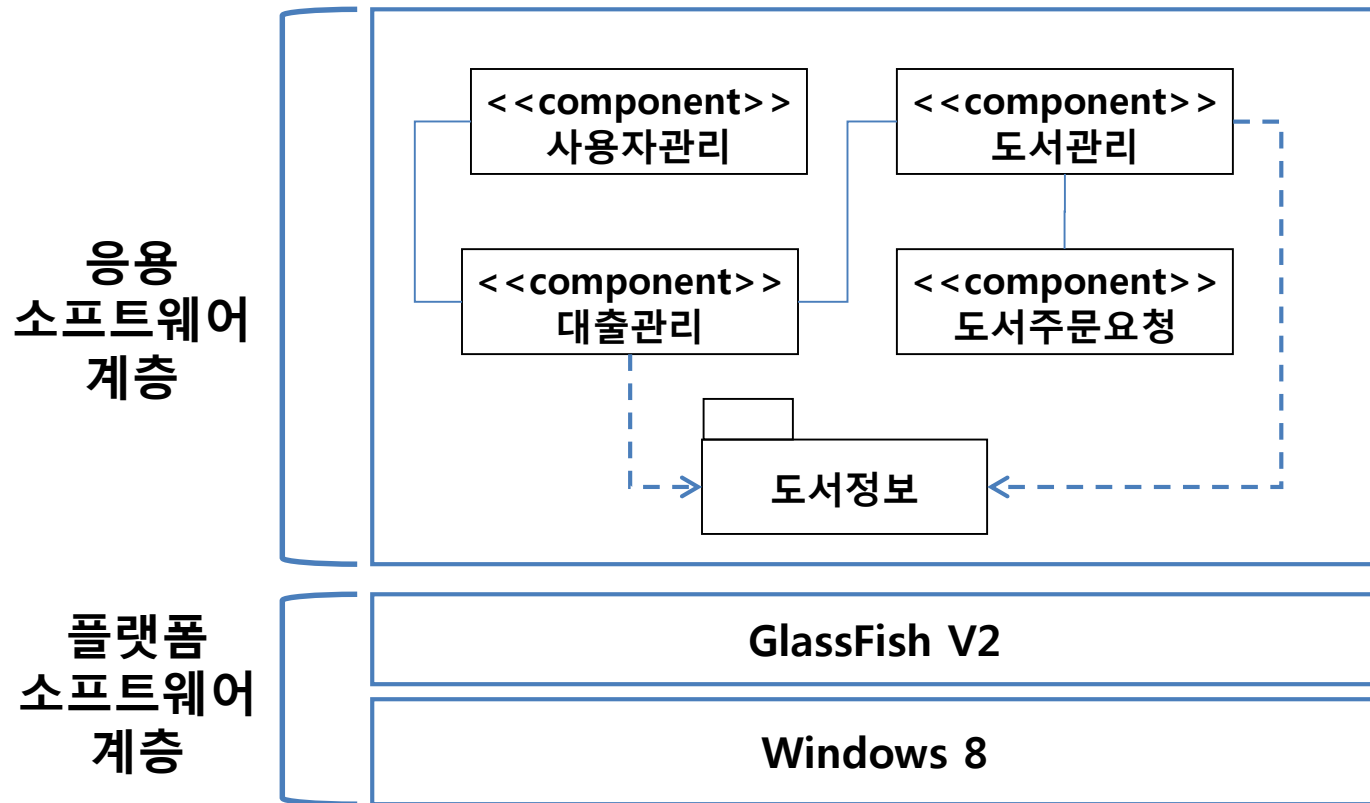 <<component>>
사용자관리
<<component>>
도서관리
응용
소프트웨어
계층
<<component>>
대출관리
<<component>>
도서주문요청
도서정보
플랫폼
소프트웨어
계층
GlassFish V2
Windows 8